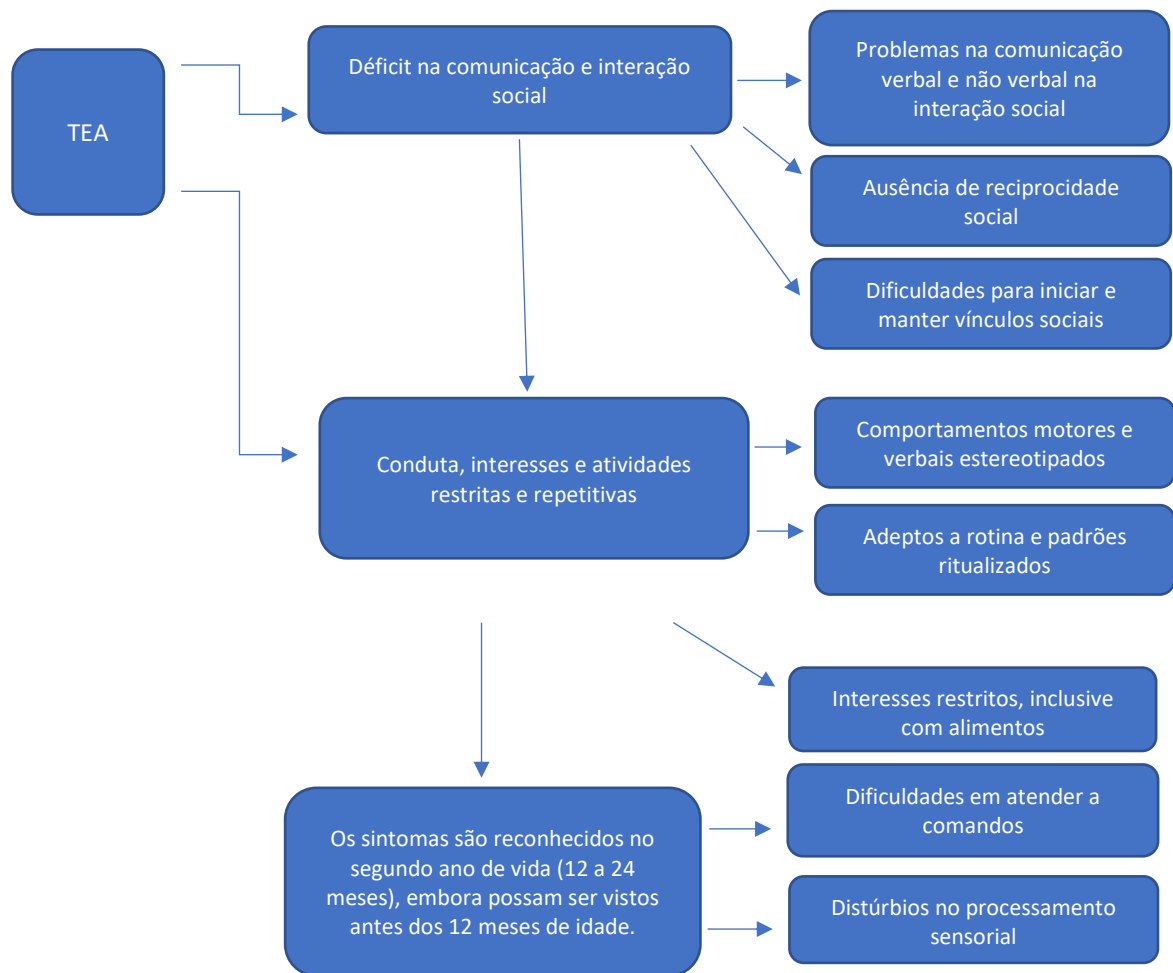 TEA
Déficit na comunicação e interação
social
Problemas na comunicação
verbal e não verbal na
interação social
Ausência de reciprocidade
social
Dificuldades para iniciar e
manter vínculos sociais
Conduta, interesses e atividades
restritas e repetitivas
Comportamentos motores e
verbais estereotipados
Adeptos a rotina e padrões
ritualizados
Interesses restritos, inclusive
com alimentos
Os sintomas são reconhecidos no
segundo ano de vida (12 a 24
meses), embora possam ser vistos
antes dos 12 meses de idade.
Dificuldades em atender a
comandos
Distúrbios no processamento
sensorial